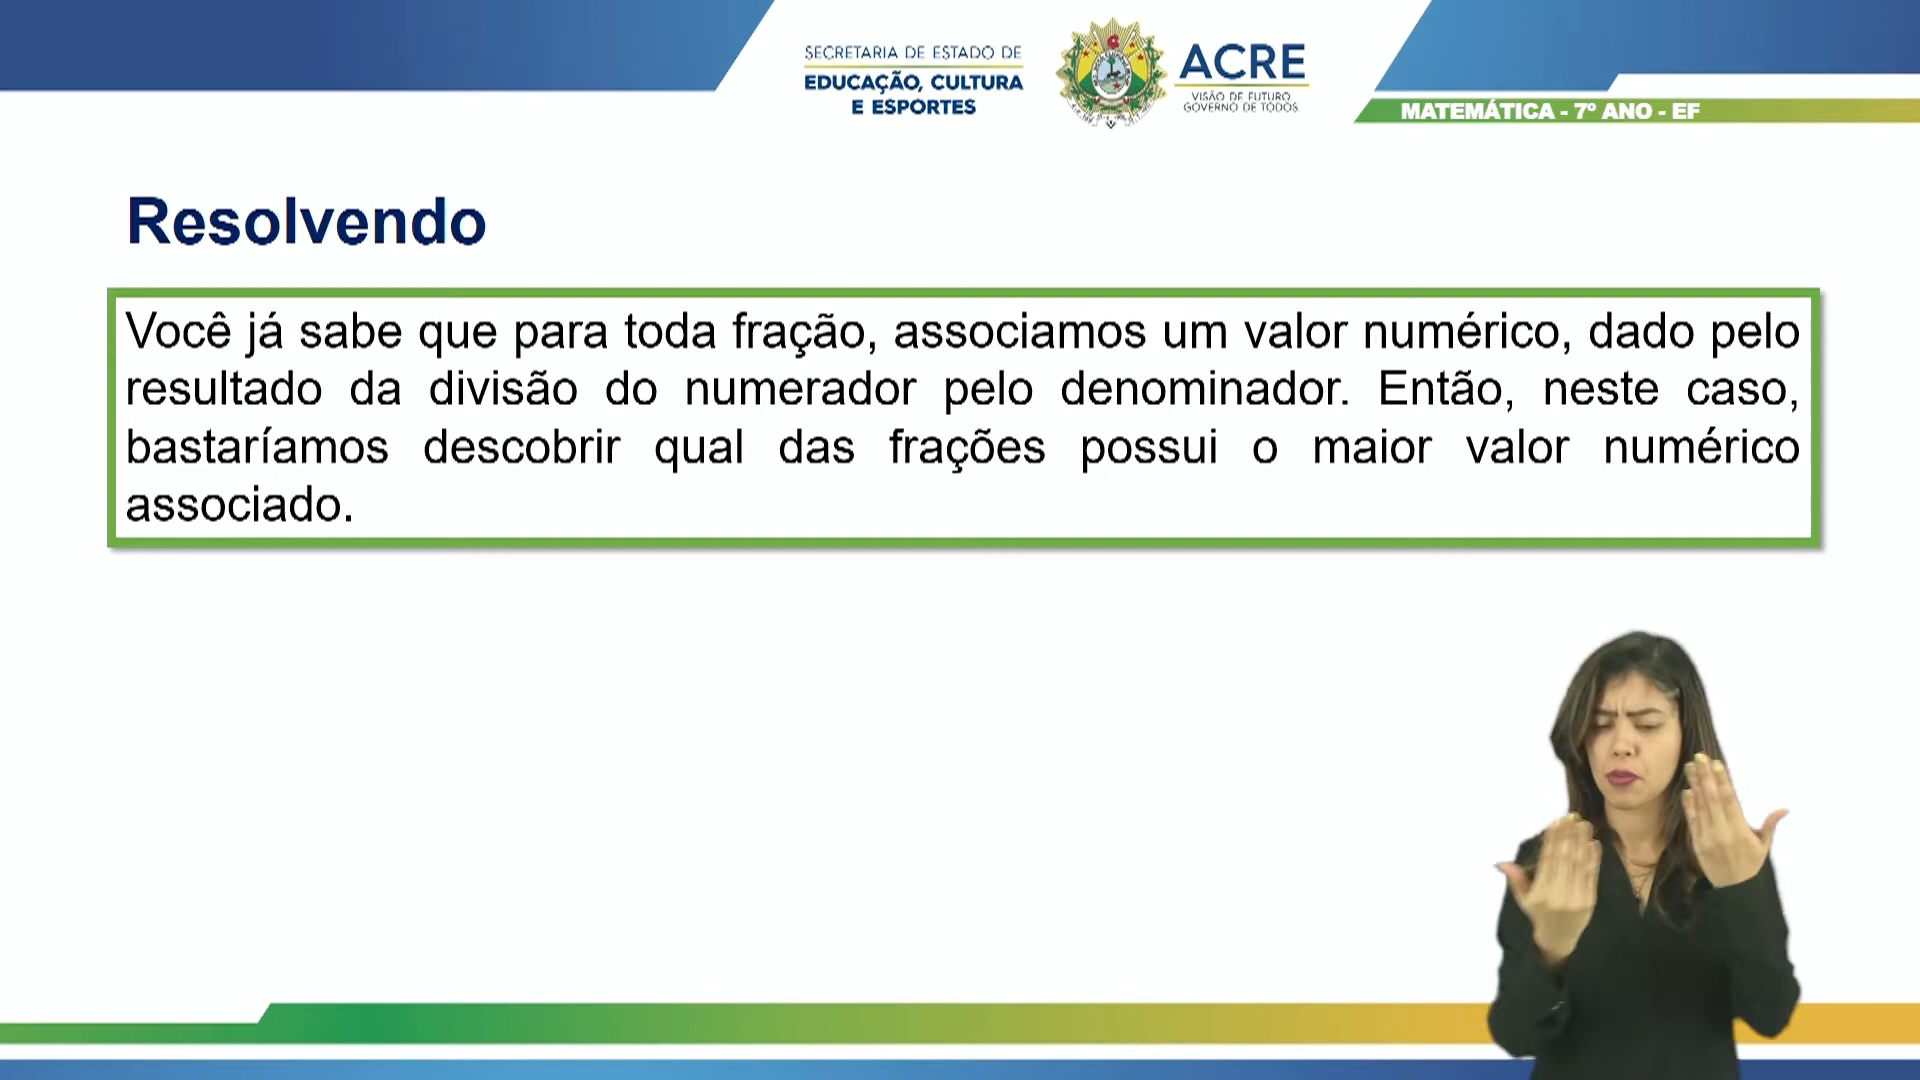 SECRETARIA DE ESTADO DE
EDUCAÇÃO, CULTURA
E ESPORTES
ACRE
VISÃO DE FUTURO.
GOVERNO DE TODOS.
MATEMÁTICA - 7º ANO - EF
Resolvendo
Você já sabe que para toda fração, associamos um valor numérico, dado pelo
resultado da divisão do numerador pelo denominador. Então, neste caso,
bastaríamos descobrir qual das frações possui o maior valor numérico
associado.